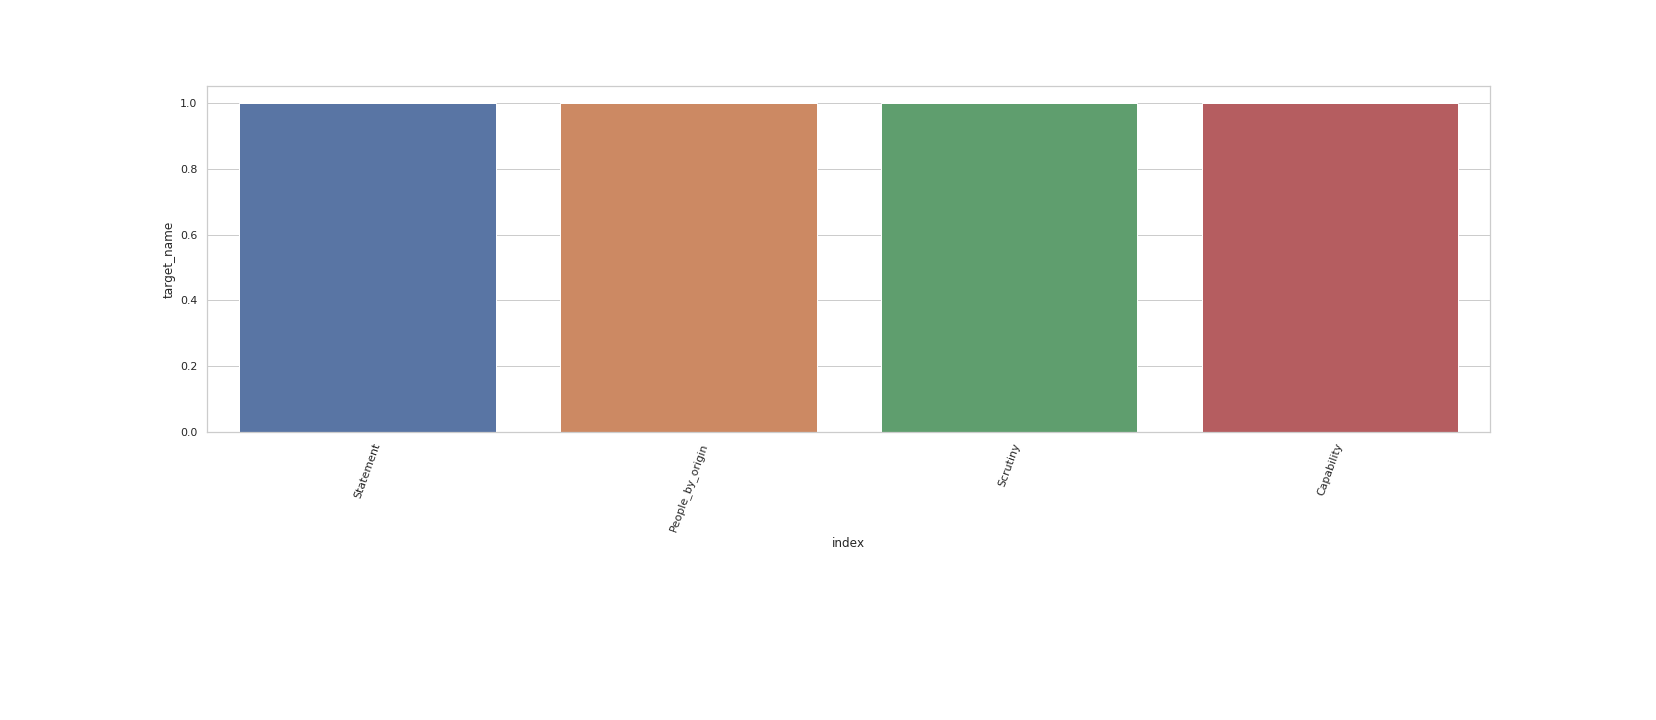 1.0
0.8
0.6
0.4
0.2
0.0
target_name
Statement
People_by_origin
Scrutiny
Capability
index